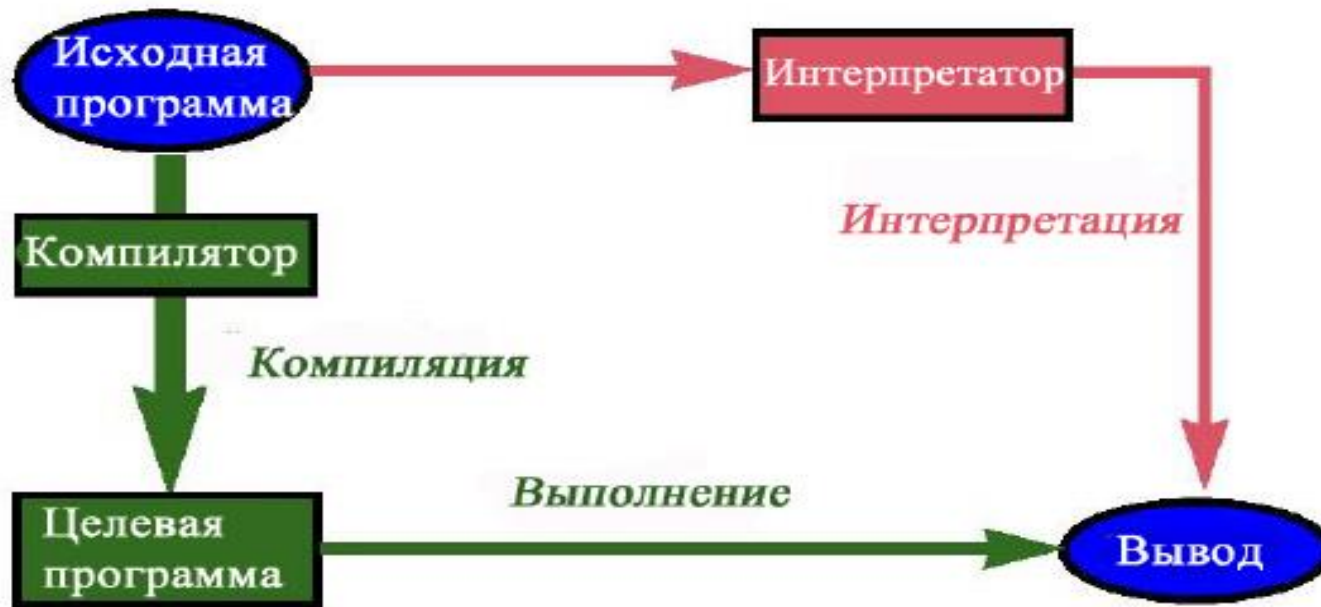 Исходная
программа
Интерпретатор
Компилятор
Интерпретация
Компиляция
Выполнение
Целевая
программа
Вывод